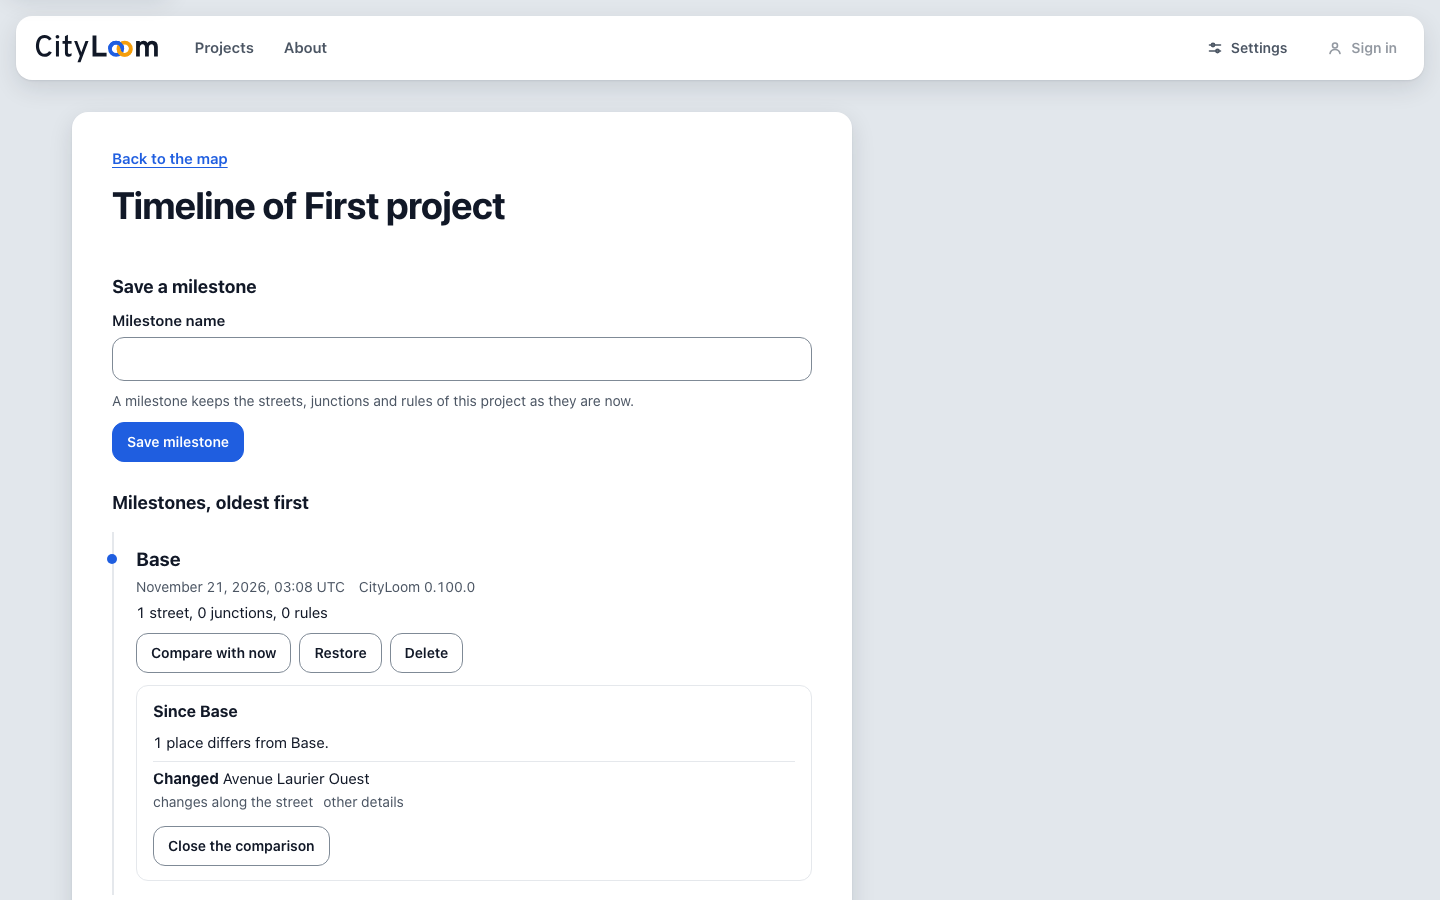 CityLoom
Projects
About
Settings
Sign in
Back to the map
Timeline of First project
Save a milestone
Milestone name
A milestone keeps the streets, junctions and rules of this project as they are now.
Save milestone
Milestones, oldest first
Base
November 21, 2026, 03:08 UTC CityLoom 0.100.0
1 street, 0 junctions, 0 rules
Compare with now
Restore
Delete
Since Base
1 place differs from Base.
Changed Avenue Laurier Ouest
changes along the street other details
Close the comparison